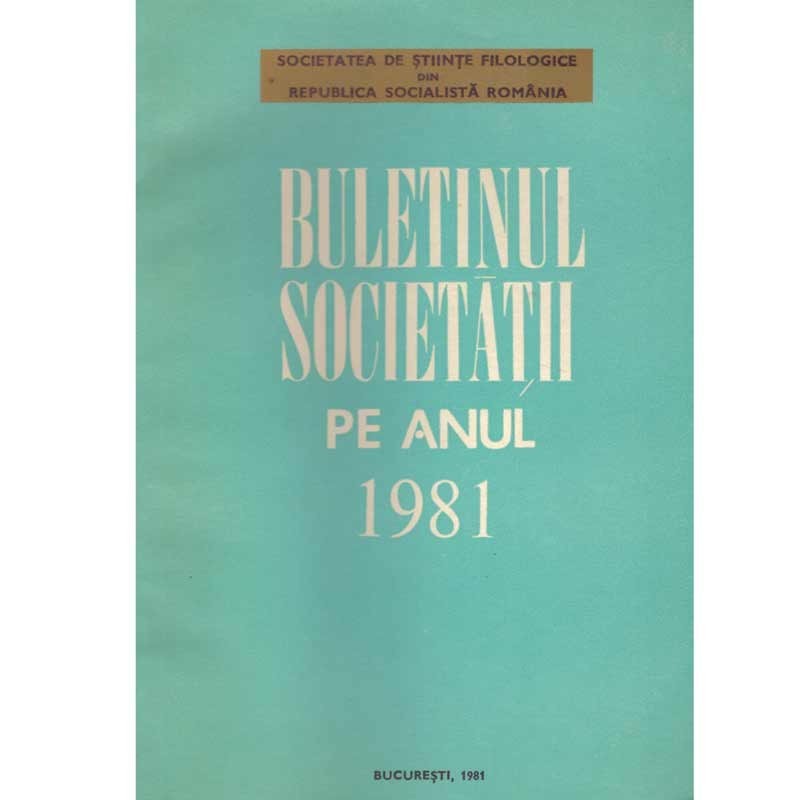 SOCIETATEA DE ȘTIINȚE FILOLOGICE
DIN
REPUBLICA SOCIALISTĂ ROMÂNIA
BULETINUL
SOCIETĂȚII
PE ANUL
1981
BUCUREȘTI, 1981